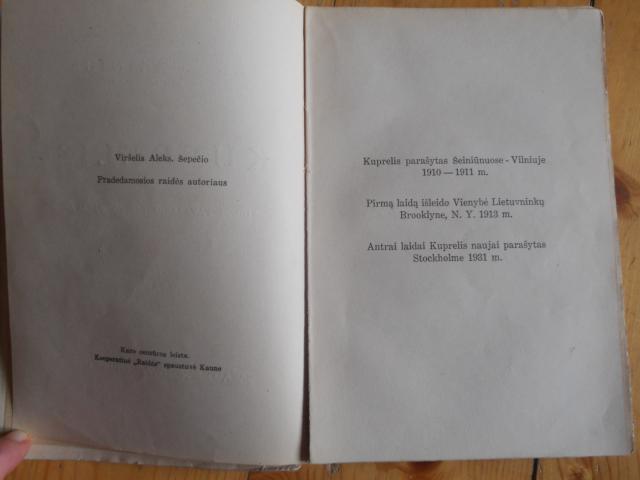 Viršelis Aleks. Šepečio
Pradedamosios raidės autoriaus
Karo cenzūros leista.
Kooperatinė „Raidės" spaustuvė Kaune
Kuprelis parašytas Šeiniūnuose - Vilniuje
1910 — 1911 m.
Pirmą laidą išleido Vienybė Lietuvninkų
Brooklyne, N. Y. 1913 m.
Antrai laidai Kuprelis naujai parašytas
Stockholme 1931 m.